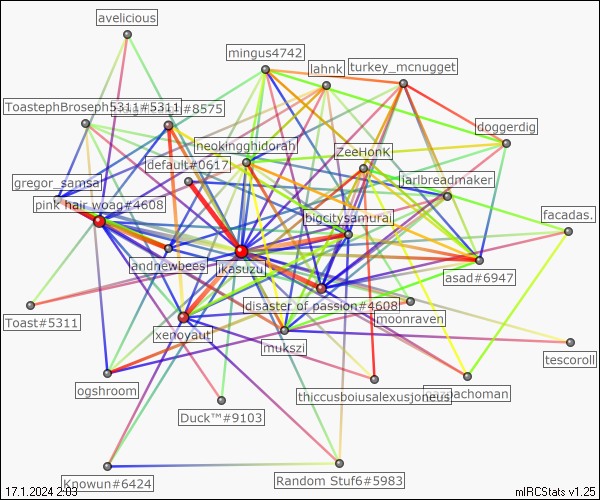 avelicious
mingus4742
lahnk
turkey_mcnugget
ToastephBroseph5311#5311
#8575
doggerdig
neokingghidorah
ZeeHonK
default#0617
jarlbreadmaker
gregor_samsa
pink hair woag#4608
bigcitysamurai
facadas.
andnewbees
ikasuzu
asad#6947
disaster of passion#4608
moonraven
Toast#5311
xenoyaut
mukszi
tescoroll
ogshroom
thiccusboiusalexusjoneus
pachoman
Duck™#9103
Knowun#6424
Random Stuf6#5983
17.1.2024 2:03
mIRCStats v1.25